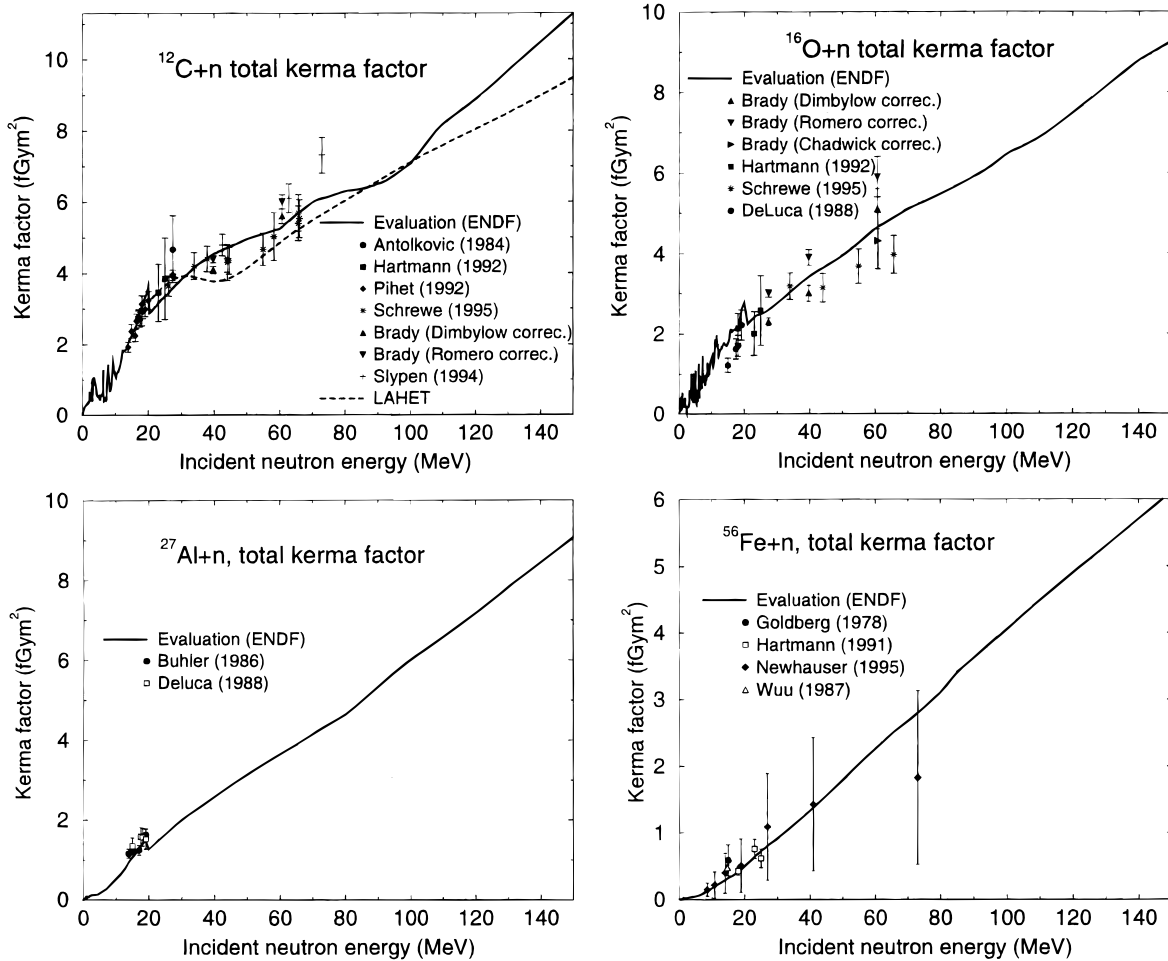 ¹²C+n total kerma factor
Kerma factor (fGym²)
10
8
6
4
2
0
Evaluation (ENDF)
Antolkovic (1984)
Hartmann (1992)
Pihet (1992)
Schrewe (1995)
Brady (Dimbylow correc.)
Brady (Romero correc.)
Slypen (1994)
LAHET
0 20 40 60 80 100 120 140
Incident neutron energy (MeV)
¹⁶O+n total kerma factor
Kerma factor (fGym²)
10
8
6
4
2
0
Evaluation (ENDF)
Brady (Dimbylow correc.)
Brady (Romero correc.)
Brady (Chadwick correc.)
Hartmann (1992)
Schrewe (1995)
DeLuca (1988)
0 20 40 60 80 100 120 140
Incident neutron energy (MeV)
²⁷Al+n, total kerma factor
Kerma factor (fGym²)
10
8
6
4
2
0
Evaluation (ENDF)
Buhler (1986)
Deluca (1988)
0 20 40 60 80 100 120 140
Incident neutron energy (MeV)
⁵⁶Fe+n, total kerma factor
Kerma factor (fGym²)
6
5
4
3
2
1
0
Evaluation (ENDF)
Goldberg (1978)
Hartmann (1991)
Newhauser (1995)
Wuu (1987)
0 20 40 60 80 100 120 140
Incident neutron energy (MeV)